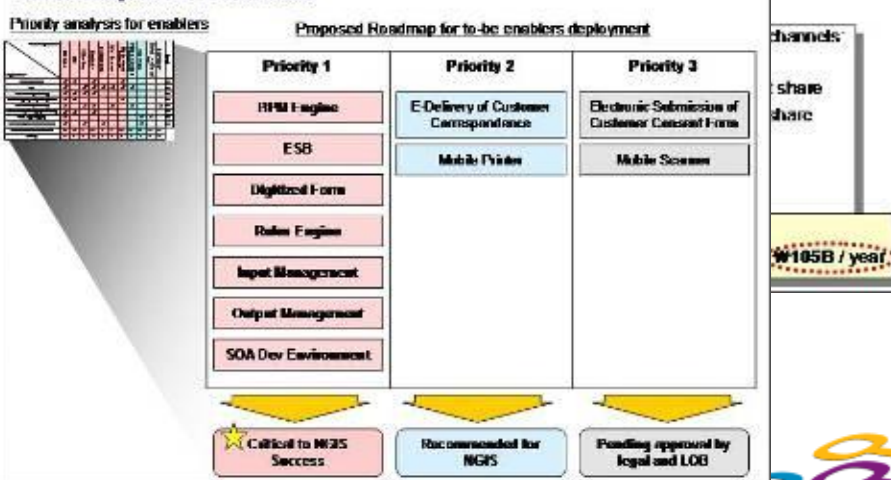 Priority analysis for enablers
Proposed Roadmap for to-be enablers deployment
Priority 1
Priority 2
Priority 3
BPM Engine
ESB
Digitized Form
Rules Engine
Input Management
Output Management
SOA Dev Environment
E-Delivery of Customer
Correspondence
Mobile Printer
Electronic Submission of
Customer Consent Form
Mobile Scanner
Critical to NGIS
Success
Recommended for
NGIS
Pending approval by
legal and LOB
channels
share
share
₩105B / year